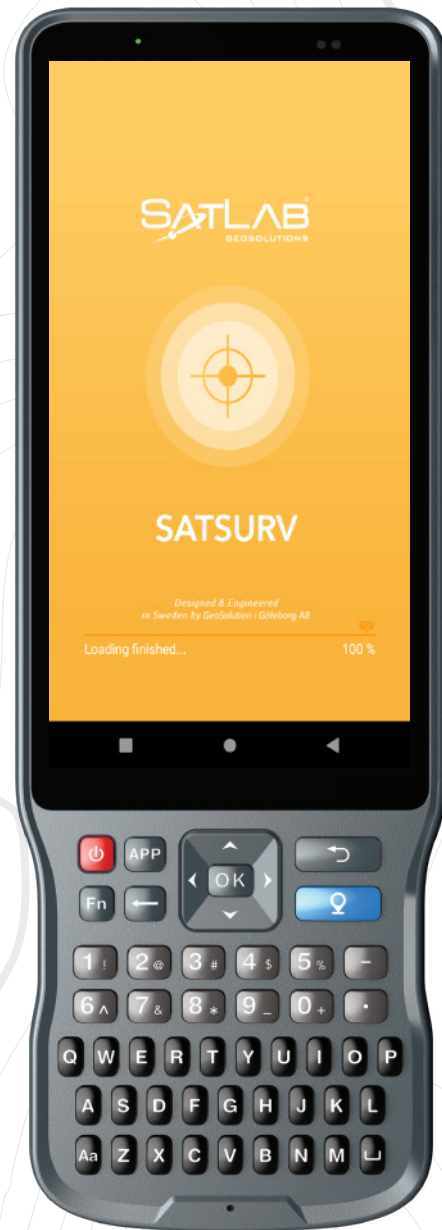 SATLAB
GEOSOLUTIONS
SATSURV
Designed & Engineered
in Sweden by GeoSolution i Göteborg AB
Loading finished... 100 %
APP
OK
Fn
1 ! 2 @ 3 # 4 $ 5 % -
6 ^ 7 & 8 * 9 _ 0 + .
Q W E R T Y U I O P
A S D F G H J K L
Aa Z X C V B N M